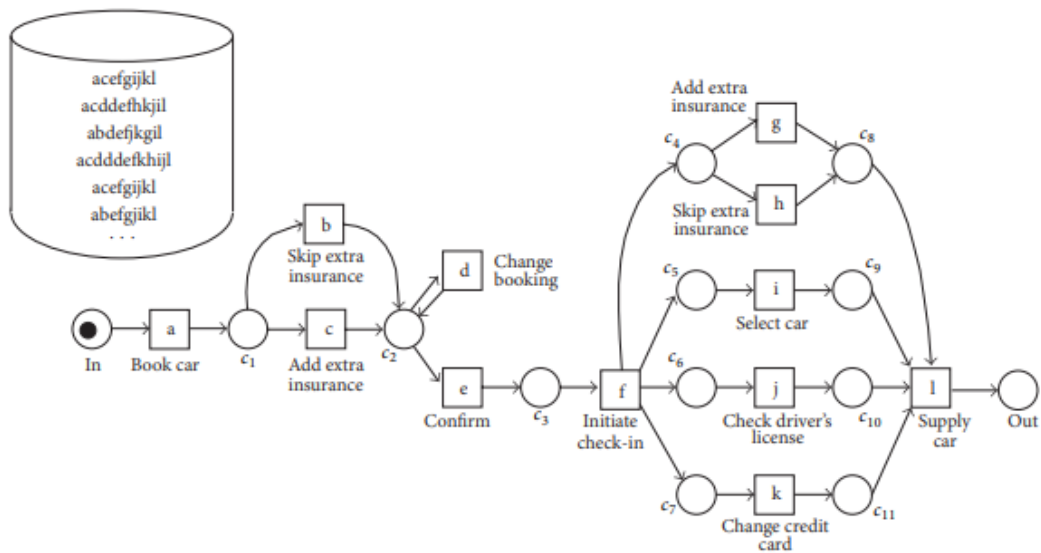 acefgijkl
acddefhkjil
abdefjkgil
acdddefkhijl
acefgijkl
abefgjikl
. . .
Add extra
insurance
g
c4
c8
h
Skip extra
insurance
b
Skip extra
insurance
d
Change
booking
c5
i
c9
Select car
In
a
Book car
c1
c
Add extra
insurance
c2
e
Confirm
c3
f
Initiate
check-in
c6
j
Check driver's
license
c10
l
Supply
car
Out
c7
k
Change credit
card
c11